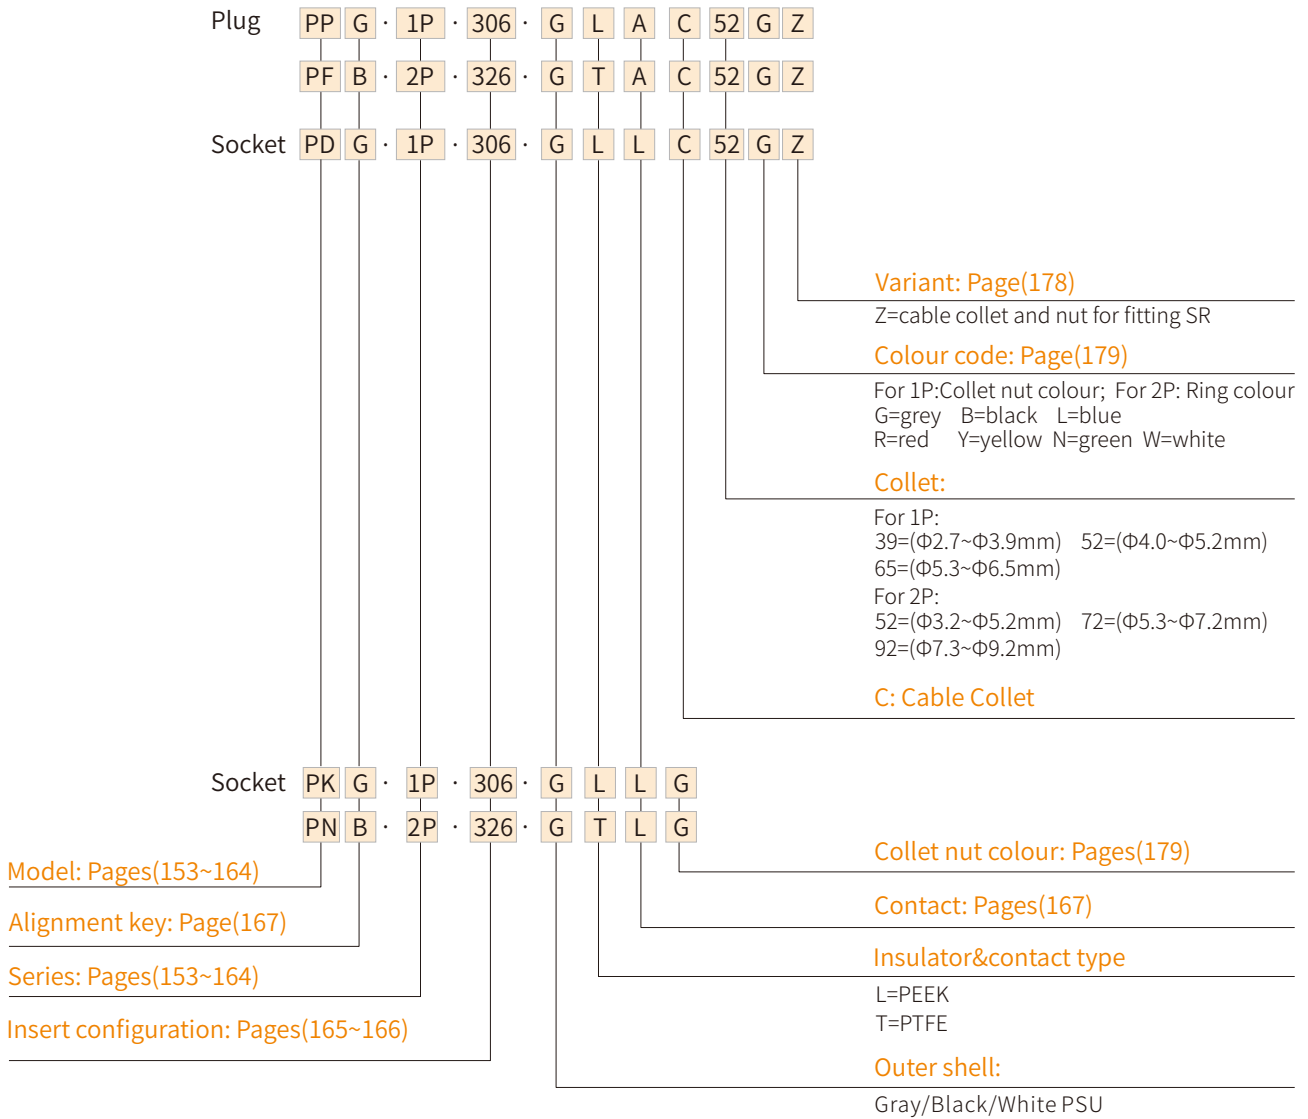 Plug PP G · 1P · 306 · G L A C 52 G Z
PF B · 2P · 326 · G T A C 52 G Z
Socket PD G · 1P · 306 · G L L C 52 G Z
Variant: Page(178)
Z=cable collet and nut for fitting SR
Colour code: Page(179)
For 1P:Collet nut colour; For 2P: Ring colour
G=grey B=black L=blue
R=red Y=yellow N=green W=white
Collet:
For 1P:
39=(Φ2.7~Φ3.9mm) 52=(Φ4.0~Φ5.2mm)
65=(Φ5.3~Φ6.5mm)
For 2P:
52=(Φ3.2~Φ5.2mm) 72=(Φ5.3~Φ7.2mm)
92=(Φ7.3~Φ9.2mm)
C: Cable Collet
Socket PK G · 1P · 306 · G L L G
PN B · 2P · 326 · G T L G
Model: Pages(153~164)
Alignment key: Page(167)
Series: Pages(153~164)
Insert configuration: Pages(165~166)
Collet nut colour: Pages(179)
Contact: Pages(167)
Insulator&contact type
L=PEEK
T=PTFE
Outer shell:
Gray/Black/White PSU